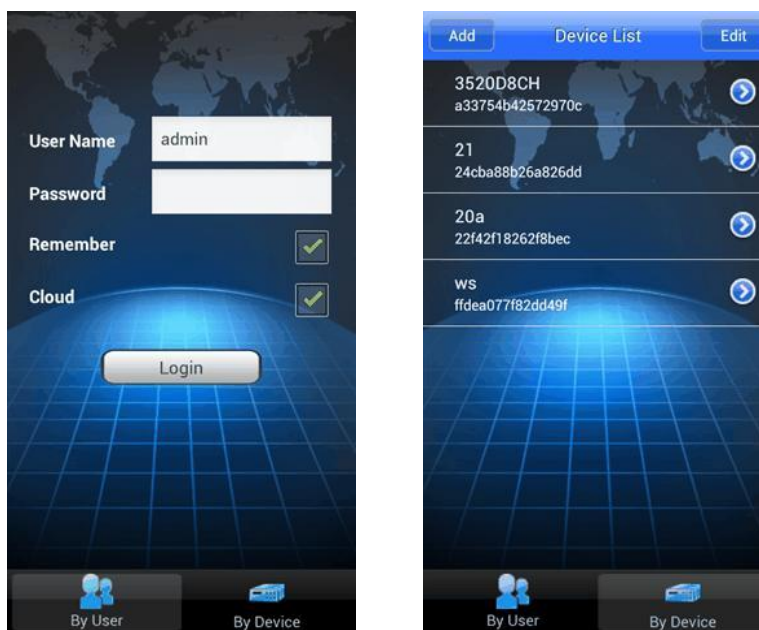 User Name admin
Password
Remember
Cloud
Login
By User By Device
Add Device List Edit
3520D8CH
a33754b42572970c
21
24cba88b26a826dd
20a
22f42f18262f8bec
ws
ffdea077f82dd49f
By User By Device